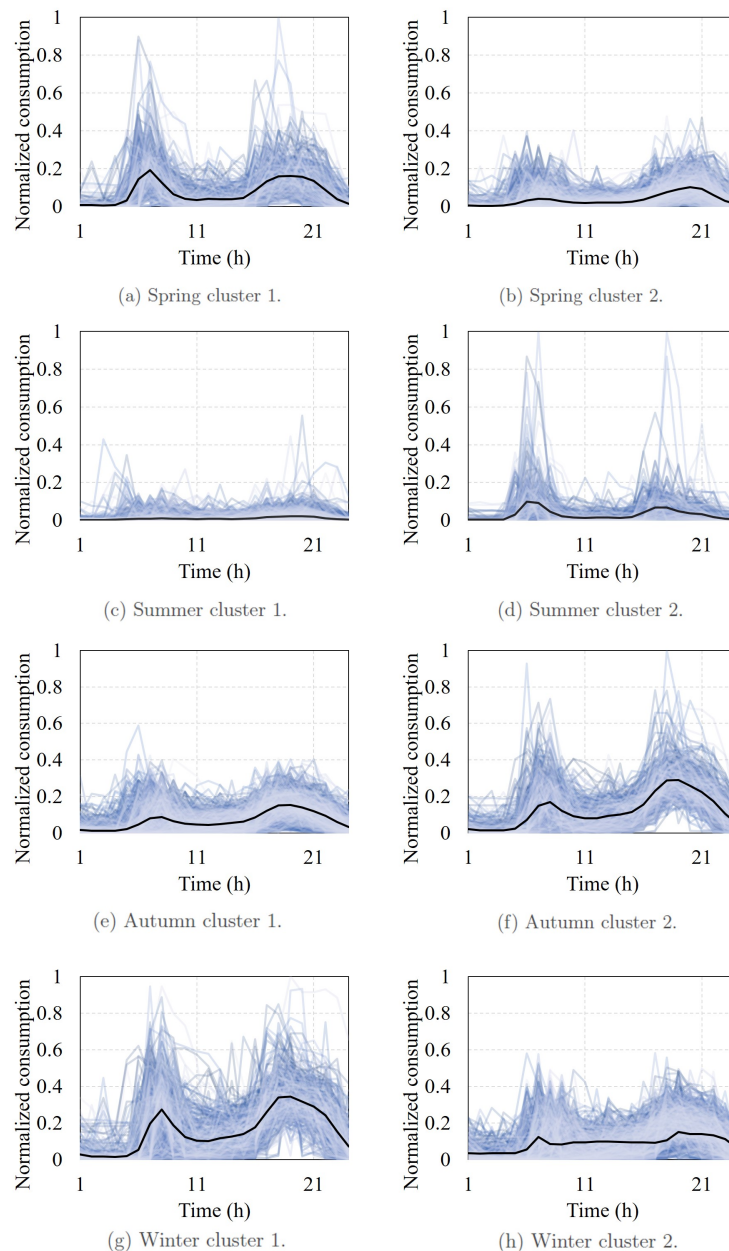 Normalized consumption
1
0.8
0.6
0.4
0.2
0
1 11 21
Time (h)
(a) Spring cluster 1.
Normalized consumption
1
0.8
0.6
0.4
0.2
0
1 11 21
Time (h)
(b) Spring cluster 2.
Normalized consumption
1
0.8
0.6
0.4
0.2
0
1 11 21
Time (h)
(c) Summer cluster 1.
Normalized consumption
1
0.8
0.6
0.4
0.2
0
1 11 21
Time (h)
(d) Summer cluster 2.
Normalized consumption
1
0.8
0.6
0.4
0.2
0
1 11 21
Time (h)
(e) Autumn cluster 1.
Normalized consumption
1
0.8
0.6
0.4
0.2
0
1 11 21
Time (h)
(f) Autumn cluster 2.
Normalized consumption
1
0.8
0.6
0.4
0.2
0
1 11 21
Time (h)
(g) Winter cluster 1.
Normalized consumption
1
0.8
0.6
0.4
0.2
0
1 11 21
Time (h)
(h) Winter cluster 2.